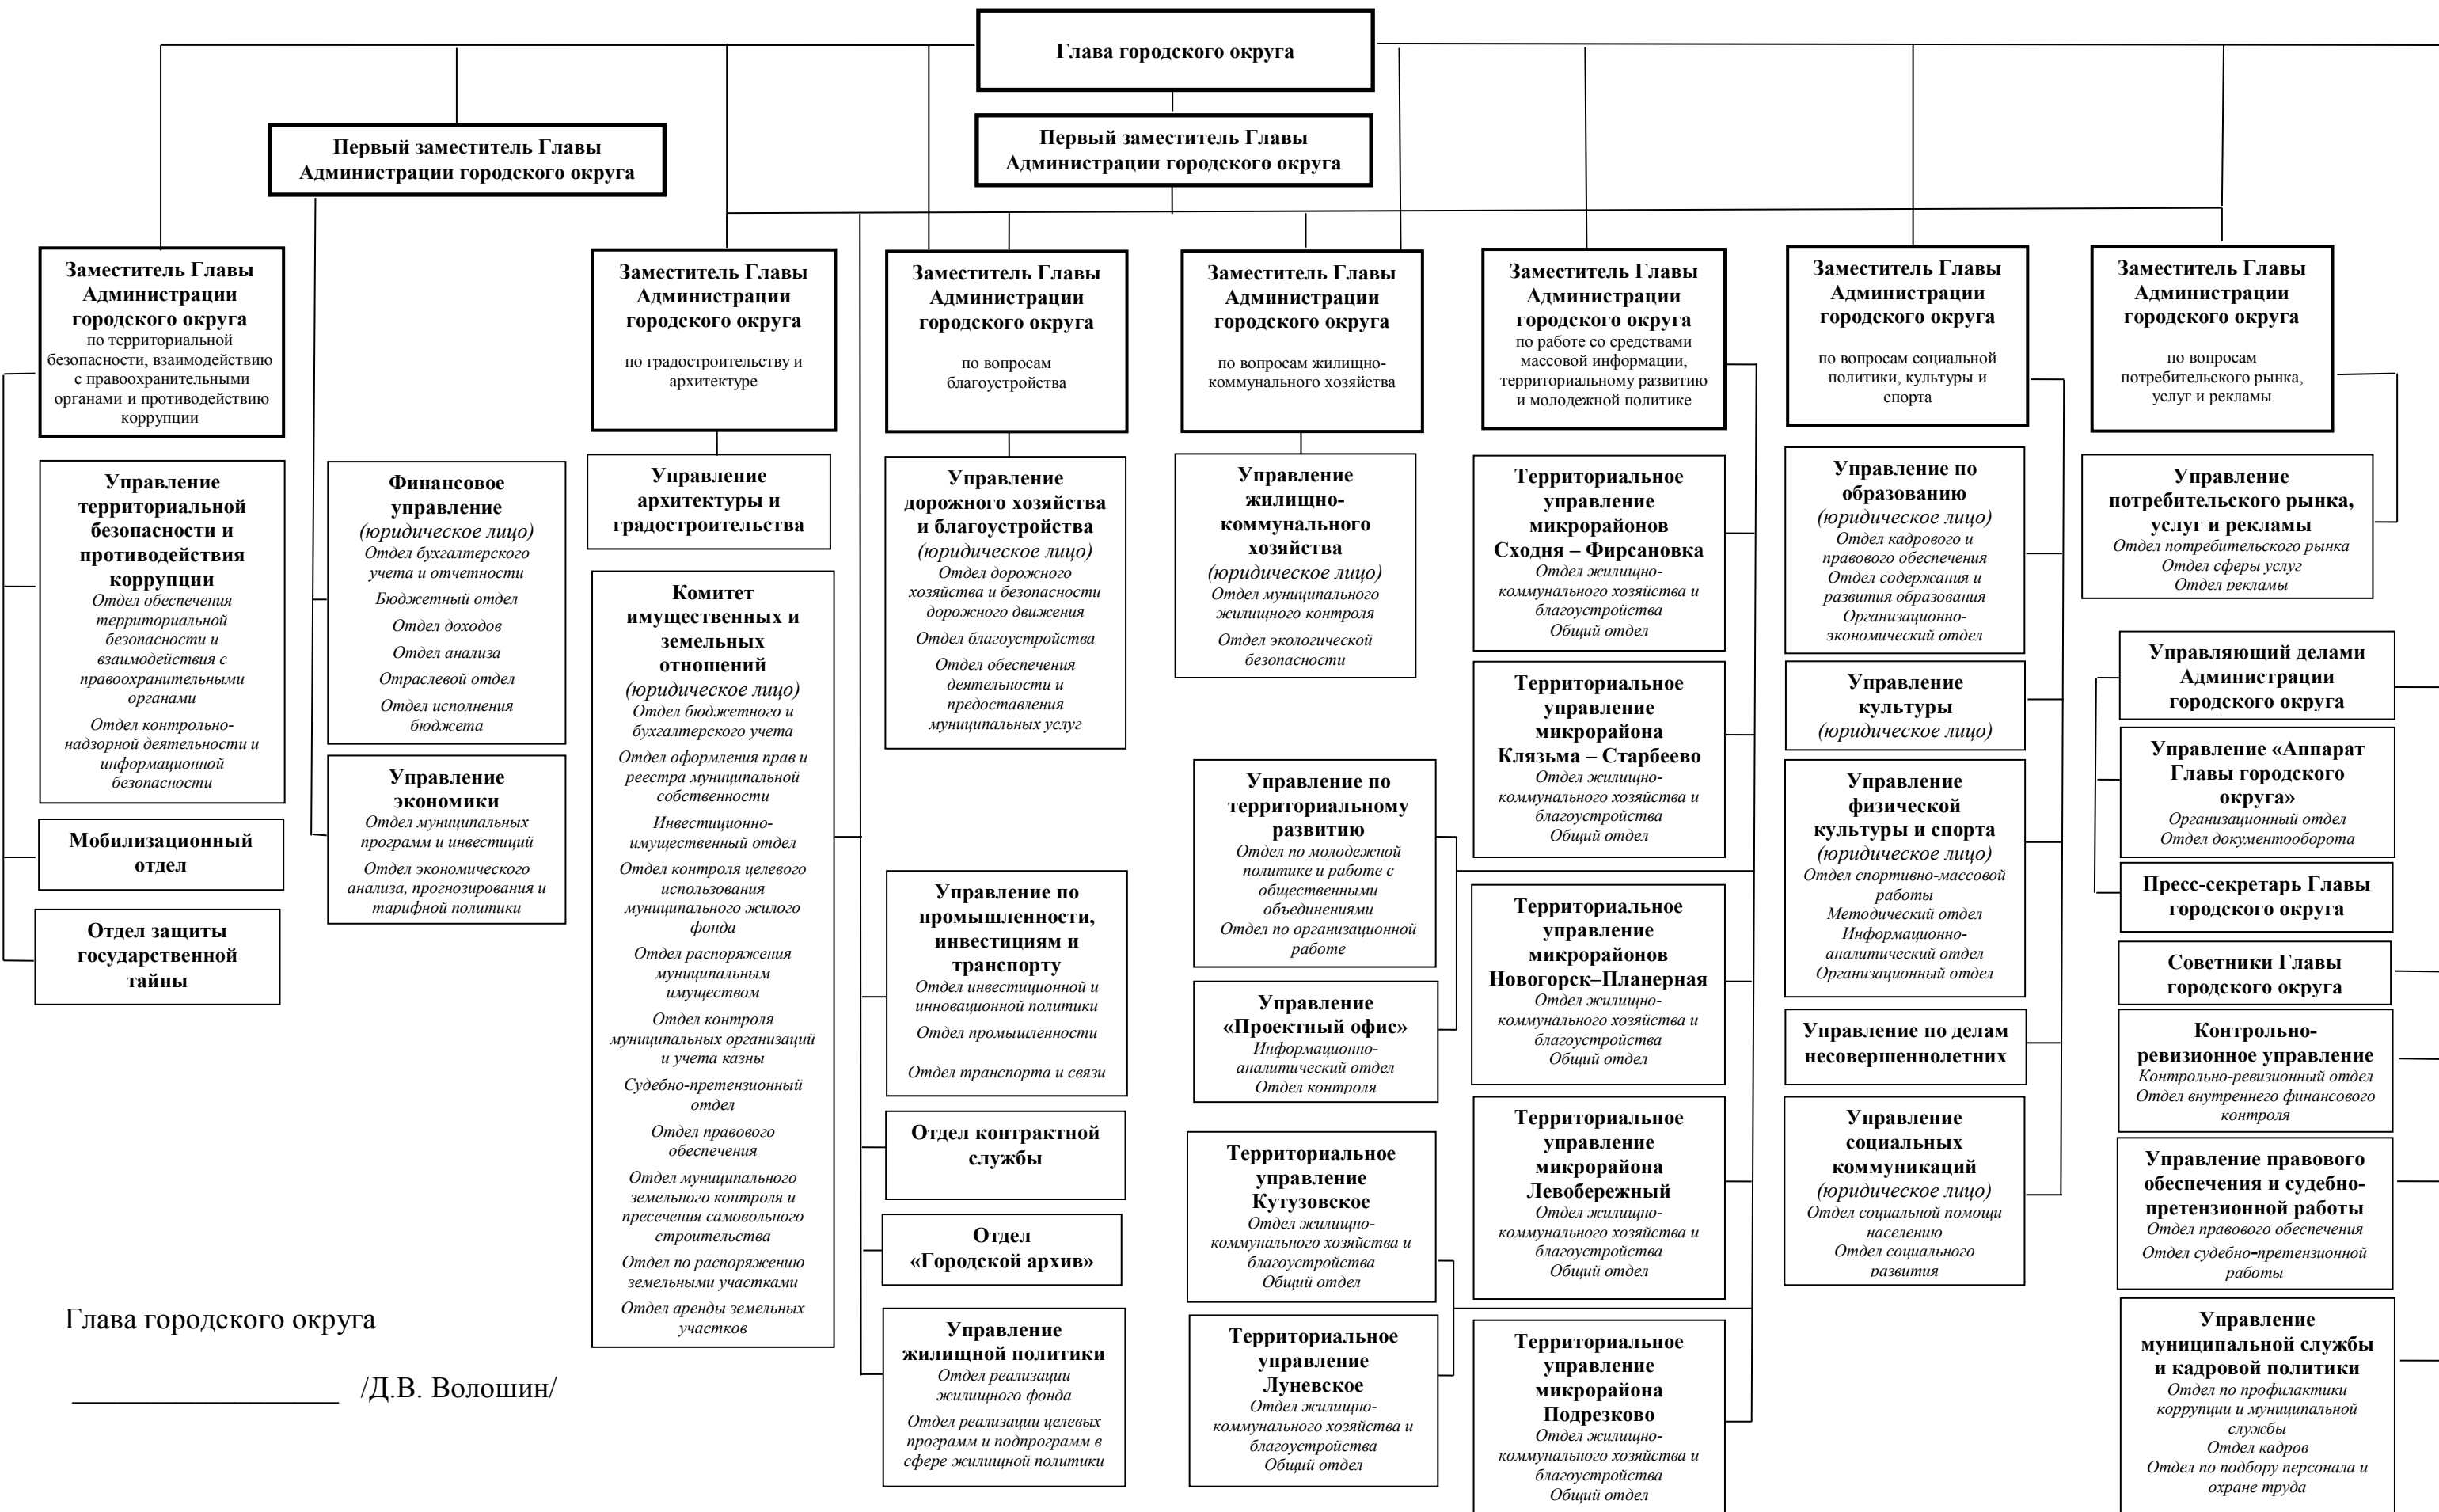 Глава городского округа
Первый заместитель Главы
Администрации городского округа
Первый заместитель Главы
Администрации городского округа
Заместитель Главы
Администрации
городского округа
по территориальной
безопасности, взаимодействию
с правоохранительными
органами и противодействию
коррупции
Управление
территориальной
безопасности и
противодействия
коррупции
Отдел обеспечения
территориальной
безопасности и
взаимодействия с
правоохранительными
органами
Отдел контрольно-
надзорной деятельности и
информационной
безопасности
Мобилизационный
отдел
Отдел защиты
государственной
тайны
Финансовое
управление
(юридическое лицо)
Отдел бухгалтерского
учета и отчетности
Бюджетный отдел
Отдел доходов
Отдел анализа
Отраслевой отдел
Отдел исполнения
бюджета
Управление
экономики
Отдел муниципальных
программ и инвестиций
Отдел экономического
анализа, прогнозирования и
тарифной политики
Заместитель Главы
Администрации
городского округа
по градостроительству и
архитектуре
Управление
архитектуры и
градостроительства
Комитет
имущественных и
земельных
отношений
(юридическое лицо)
Отдел бюджетного и
бухгалтерского учета
Отдел оформления прав и
реестра муниципальной
собственности
Инвестиционно-
имущественный отдел
Отдел контроля целевого
использования
муниципального жилого
фонда
Отдел распоряжения
муниципальным
имуществом
Отдел контроля
муниципальных организаций
и учета казны
Судебно-претензионный
отдел
Отдел правового
обеспечения
Отдел муниципального
земельного контроля и
пресечения самовольного
строительства
Отдел по распоряжению
земельными участками
Отдел аренды земельных
участков
Заместитель Главы
Администрации
городского округа
по вопросам
благоустройства
Управление
дорожного хозяйства
и благоустройства
(юридическое лицо)
Отдел дорожного
хозяйства и безопасности
дорожного движения
Отдел благоустройства
Отдел обеспечения
деятельности и
предоставления
муниципальных услуг
Управление по
промышленности,
инвестициям и
транспорту
Отдел инвестиционной и
инновационной политики
Отдел промышленности
Отдел транспорта и связи
Отдел контрактной
службы
Отдел
«Городской архив»
Управление
жилищной политики
Отдел реализации
жилищного фонда
Отдел реализации целевых
программ и подпрограмм в
сфере жилищной политики
Заместитель Главы
Администрации
городского округа
по вопросам жилищно-
коммунального хозяйства
Управление
жилищно-
коммунального
хозяйства
(юридическое лицо)
Отдел муниципального
жилищного контроля
Отдел экологической
безопасности
Управление по
территориальному
развитию
Отдел по молодежной
политике и работе с
общественными
объединениями
Отдел по организационной
работе
Управление
«Проектный офис»
Информационно-
аналитический отдел
Отдел контроля
Территориальное
управление
Кутузовское
Отдел жилищно-
коммунального хозяйства и
благоустройства
Общий отдел
Территориальное
управление
Луневское
Отдел жилищно-
коммунального хозяйства и
благоустройства
Общий отдел
Заместитель Главы
Администрации
городского округа
по работе со средствами
массовой информации,
территориальному развитию
и молодежной политике
Территориальное
управление
микрорайонов
Сходня – Фирсановка
Отдел жилищно-
коммунального хозяйства и
благоустройства
Общий отдел
Территориальное
управление
микрорайона
Клязьма – Старбеево
Отдел жилищно-
коммунального хозяйства и
благоустройства
Общий отдел
Территориальное
управление
микрорайонов
Новогорск–Планерная
Отдел жилищно-
коммунального хозяйства и
благоустройства
Общий отдел
Территориальное
управление
микрорайона
Левобережный
Отдел жилищно-
коммунального хозяйства и
благоустройства
Общий отдел
Территориальное
управление
микрорайона
Подрезково
Отдел жилищно-
коммунального хозяйства и
благоустройства
Общий отдел
Заместитель Главы
Администрации
городского округа
по вопросам социальной
политики, культуры и
спорта
Управление по
образованию
(юридическое лицо)
Отдел кадрового и
правового обеспечения
Отдел содержания и
развития образования
Организационно-
экономический отдел
Управление
культуры
(юридическое лицо)
Управление
физической
культуры и спорта
(юридическое лицо)
Отдел спортивно-массовой
работы
Методический отдел
Информационно-
аналитический отдел
Организационный отдел
Управление по делам
несовершеннолетних
Управление
социальных
коммуникаций
(юридическое лицо)
Отдел социальной помощи
населению
Отдел социального
развития
Заместитель Главы
Администрации
городского округа
по вопросам
потребительского рынка,
услуг и рекламы
Управление
потребительского рынка,
услуг и рекламы
Отдел потребительского рынка
Отдел сферы услуг
Отдел рекламы
Управляющий делами
Администрации
городского округа
Управление «Аппарат
Главы городского
округа»
Организационный отдел
Отдел документооборота
Пресс-секретарь Главы
городского округа
Советники Главы
городского округа
Контрольно-
ревизионное управление
Контрольно-ревизионный отдел
Отдел внутреннего финансового
контроля
Управление правового
обеспечения и судебно-
претензионной работы
Отдел правового обеспечения
Отдел судебно-претензионной
работы
Управление
муниципальной службы
и кадровой политики
Отдел по профилактики
коррупции и муниципальной
службы
Отдел кадров
Отдел по подбору персонала и
охране труда
Глава городского округа
/Д.В. Волошин/